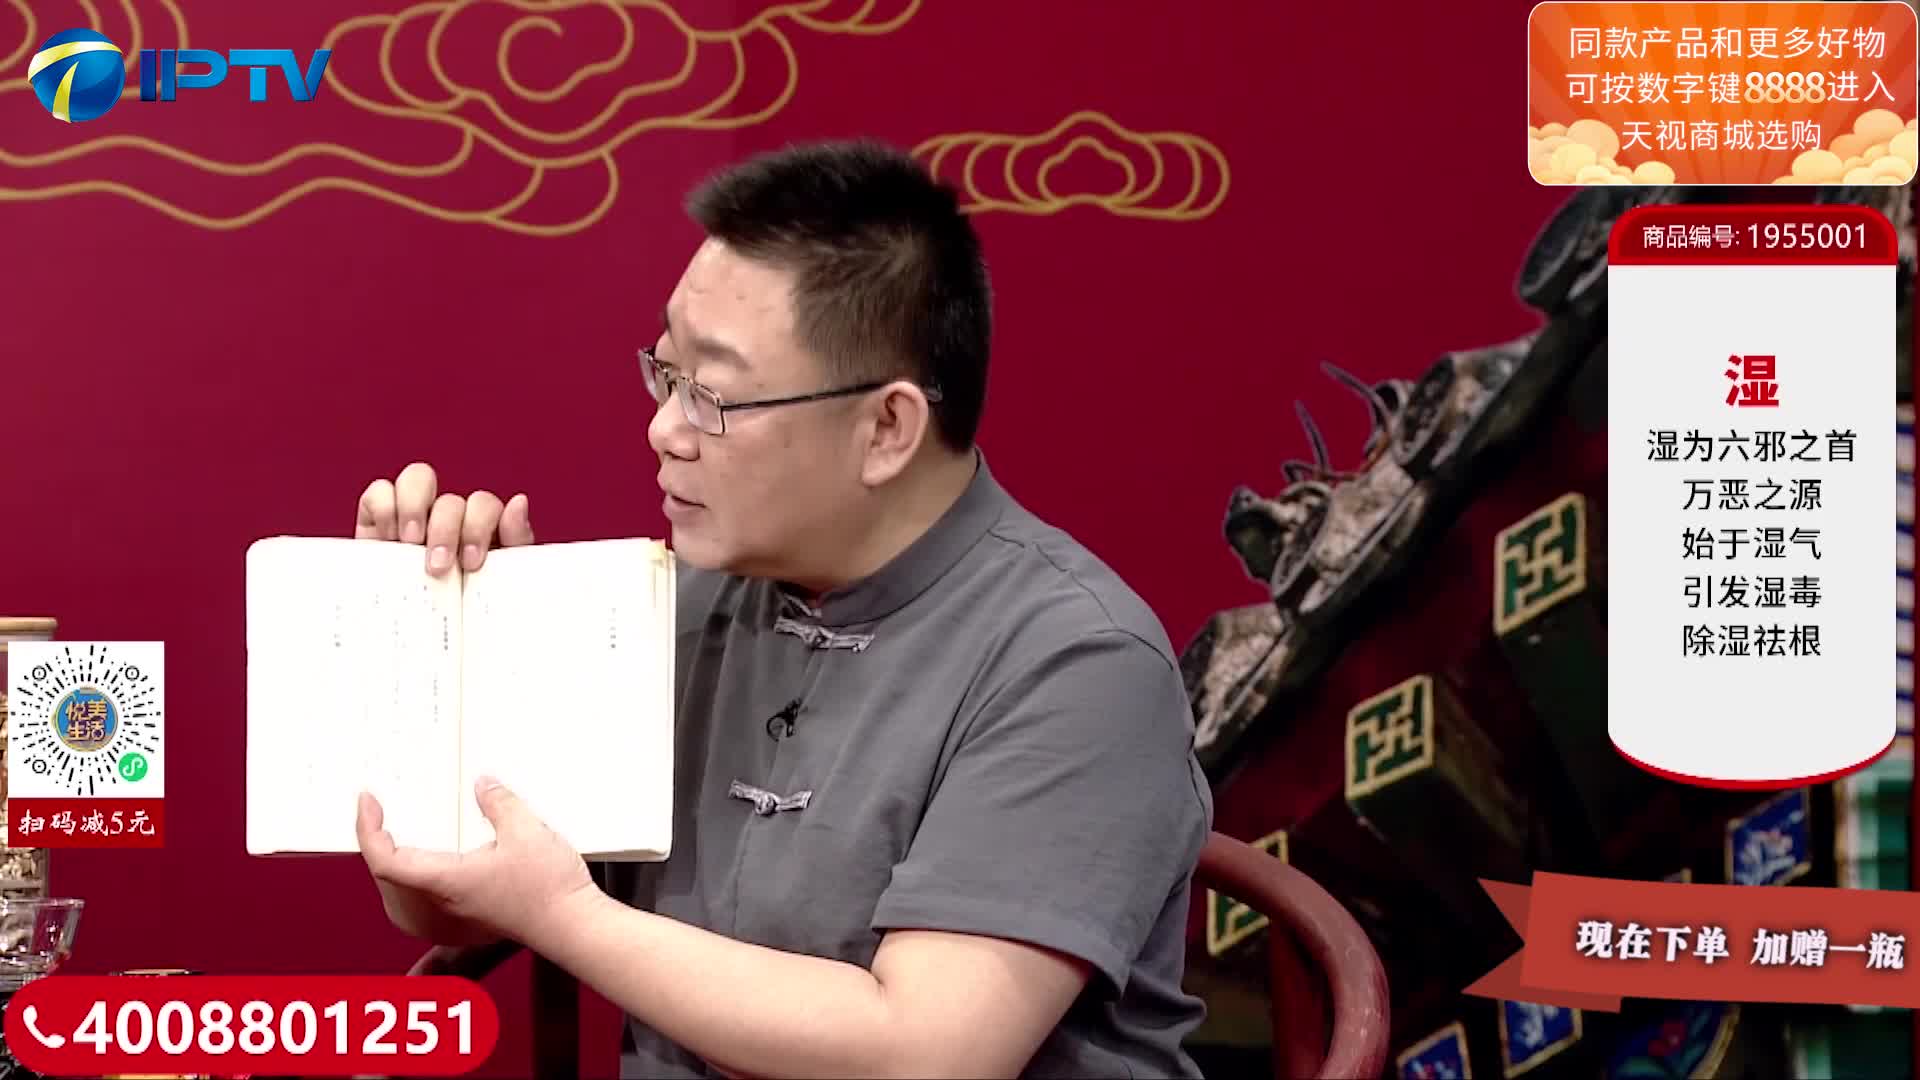 IPTV
同款产品和更多好物
可按数字键8888进入
天视商城选购
商品编号:1955001
湿
湿为六邪之首
万恶之源
始于湿气
引发湿毒
除湿祛根
悦美
生活
扫码减5元
现在下单 加赠一瓶
4008801251